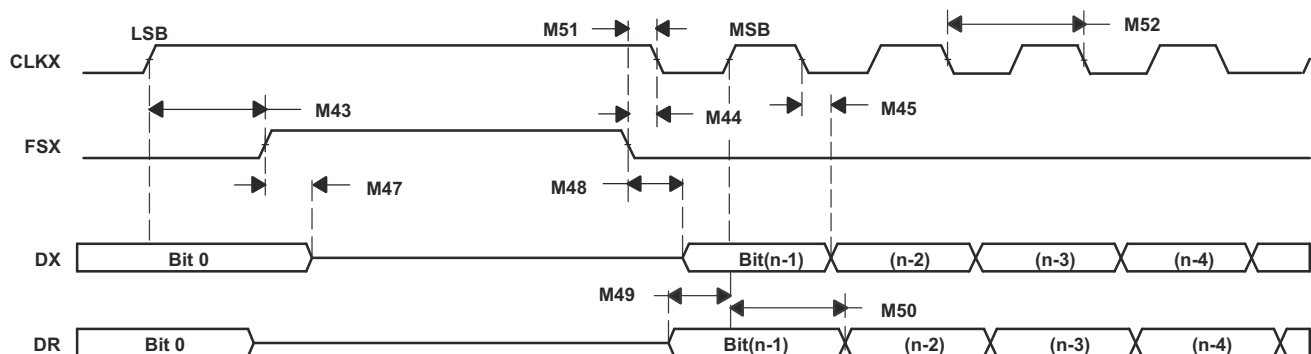 LSB M51 MSB M52
CLKX
M43 M44 M45
FSX
M47 M48
DX Bit 0 Bit(n-1) (n-2) (n-3) (n-4)
M49 M50
DR Bit 0 Bit(n-1) (n-2) (n-3) (n-4)